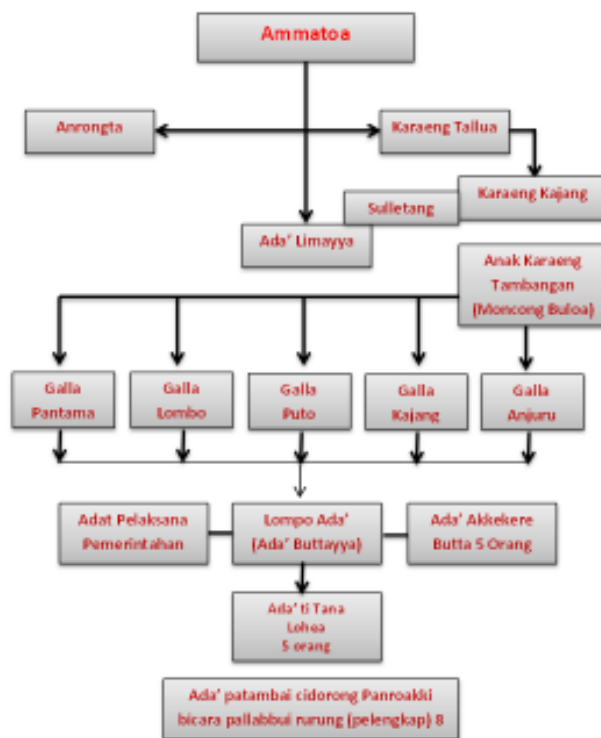 Ammatoa
Anrongta
Karaeng Tallua
Karaeng Kajang
Sulletang
Ada' Limayya
Anak Karaeng
Tambangan
(Moncong Buloa)
Galla
Pantama
Galla
Lombo
Galla
Puto
Galla
Kajang
Galla
Anjuru
Adat Pelaksana
Pemerintahan
Lompo Ada'
(Ada' Buttayya)
Ada' Akkekere
Butta 5 Orang
Ada' ti Tana
Lohea
5 orang
Ada' patambai cidorong Panroakki
bicara pallabbui rurung (pelengkap) 8